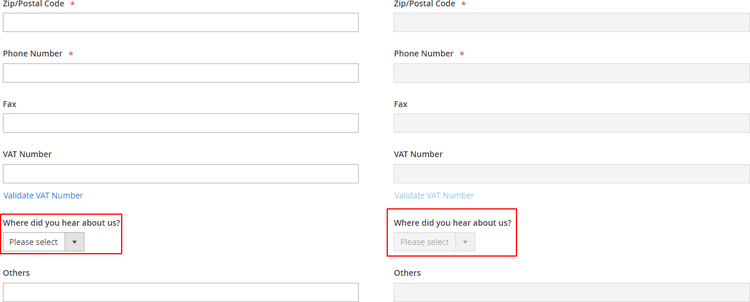 Zip/Postal Code *
Zip/Postal Code *
Phone Number *
Phone Number *
Fax
Fax
VAT Number
VAT Number
Validate VAT Number
Validate VAT Number
Where did you hear about us?
Where did you hear about us?
Please select
Please select
Others
Others